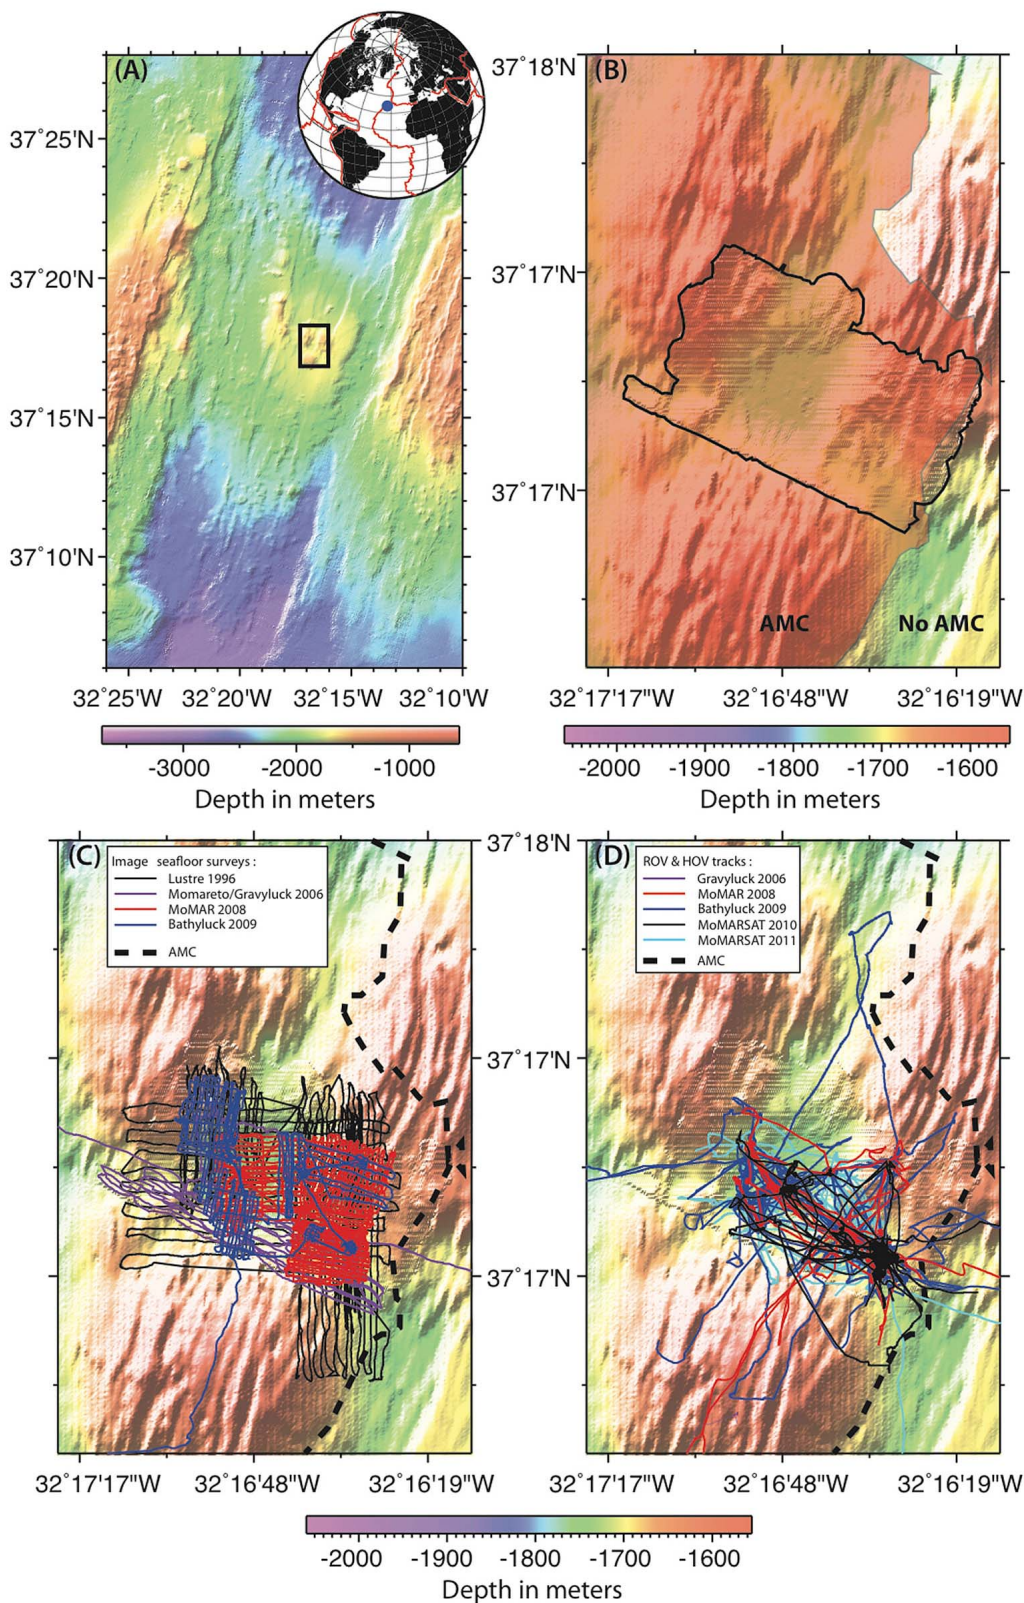 (A)
37°25'N
37°20'N
37°15'N
37°10'N
32°25'W 32°20'W 32°15'W 32°10'W
-3000 -2000 -1000
Depth in meters
(B)
37°18'N
37°17'N
37°17'N
AMC
No AMC
32°17'17"W 32°16'48"W 32°16'19"W
-2000 -1900 -1800 -1700 -1600
Depth in meters
(C)
Image seafloor surveys :
Lustre 1996
Momareto/Gravyluck 2006
MoMAR 2008
Bathyluck 2009
AMC
32°17'17"W 32°16'48"W 32°16'19"W
37°18'N
37°17'N
37°17'N
(D)
ROV & HOV tracks :
Gravyluck 2006
MoMAR 2008
Bathyluck 2009
MoMARSAT 2010
MoMARSAT 2011
AMC
32°17'17"W 32°16'48"W 32°16'19"W
-2000 -1900 -1800 -1700 -1600
Depth in meters